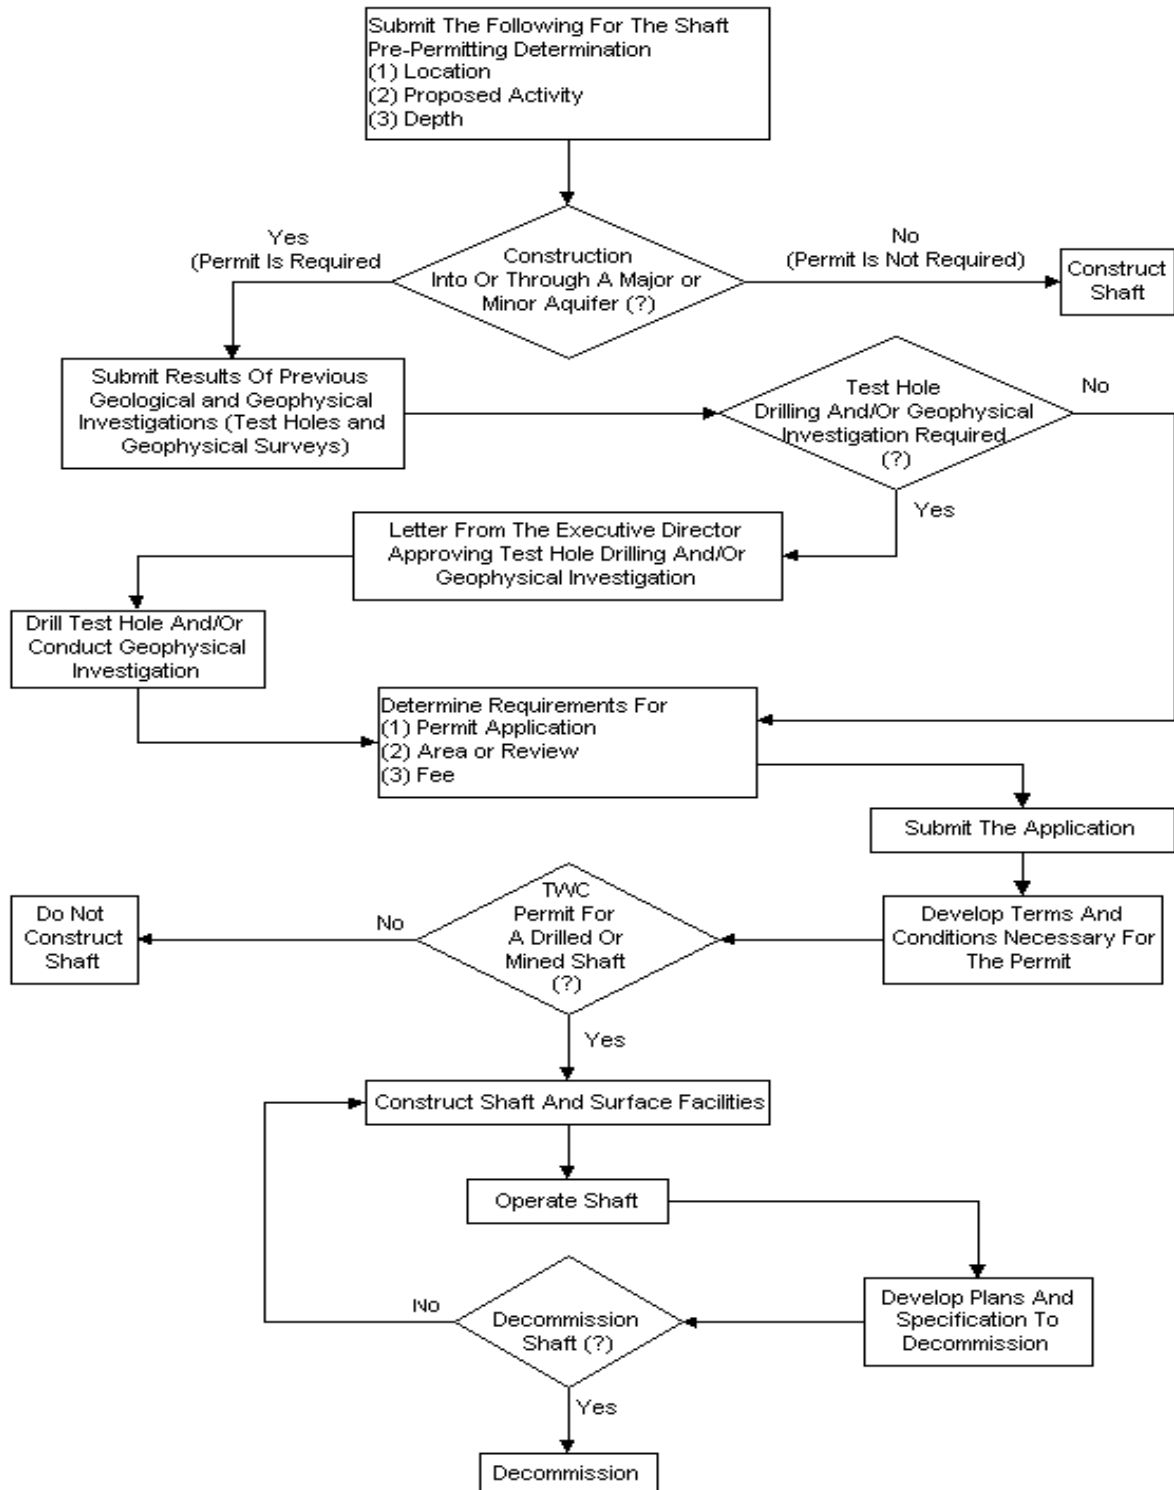 Submit The Following For The Shaft
Pre-Permitting Determination
(1) Location
(2) Proposed Activity
(3) Depth
Yes
(Permit Is Required
Construction
Into Or Through A Major or
Minor Aquifer (?)
No
(Permit Is Not Required)
Construct
Shaft
Submit Results Of Previous
Geological and Geophysical
Investigations (Test Holes and
Geophysical Surveys)
Test Hole
Drilling And/Or Geophysical
Investigation Required
(?)
No
Yes
Letter From The Executive Director
Approving Test Hole Drilling And/Or
Geophysical Investigation
Drill Test Hole And/Or
Conduct Geophysical
Investigation
Determine Requirements For
(1) Permit Application
(2) Area or Review
(3) Fee
Submit The Application
Develop Terms And
Conditions Necessary For
The Permit
TWC
Permit For
A Drilled Or
Mined Shaft
(?)
No
Do Not
Construct
Shaft
Yes
Construct Shaft And Surface Facilities
Operate Shaft
Develop Plans And
Specification To
Decommission
Decommission
Shaft (?)
No
Yes
Decommission